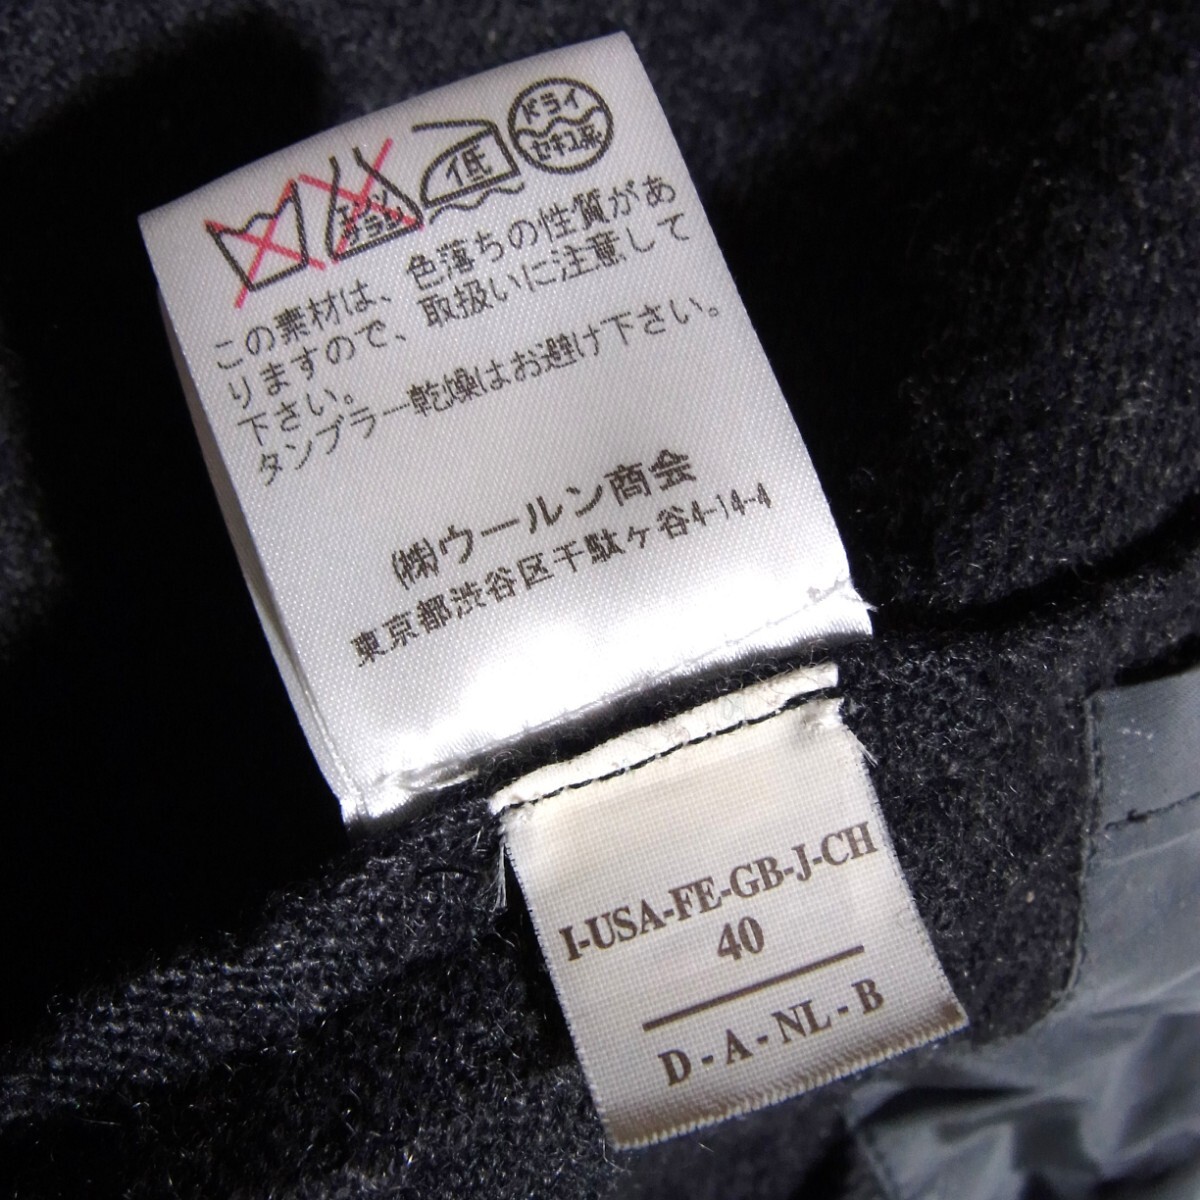 エンソ
サラシ
低
ドライ
セキユ系
この素材は、色落ちの性質があ
りますので、取扱いに注意して
下さい。
タンブラー乾燥はお避け下さい。
㈱ウールン商会
東京都渋谷区千駄ヶ谷4-14-4
I-USA-FE-GB-J-CH
40
D - A - NL - B